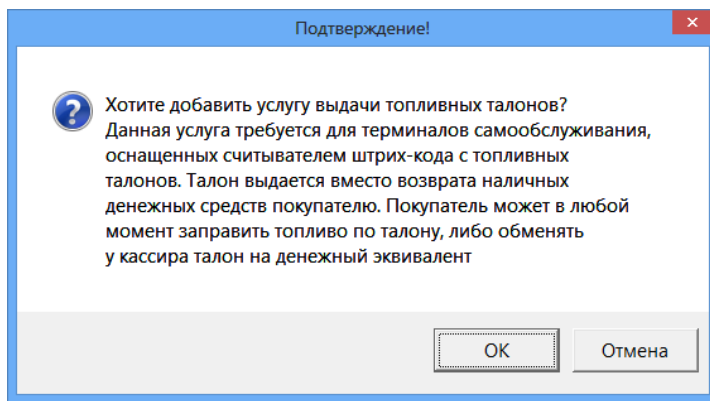 Подтверждение!
Хотите добавить услугу выдачи топливных талонов?
Данная услуга требуется для терминалов самообслуживания,
оснащенных считывателем штрих-кода с топливных
талонов. Талон выдается вместо возврата наличных
денежных средств покупателю. Покупатель может в любой
момент заправить топливо по талону, либо обменять
у кассира талон на денежный эквивалент
ОК
Отмена